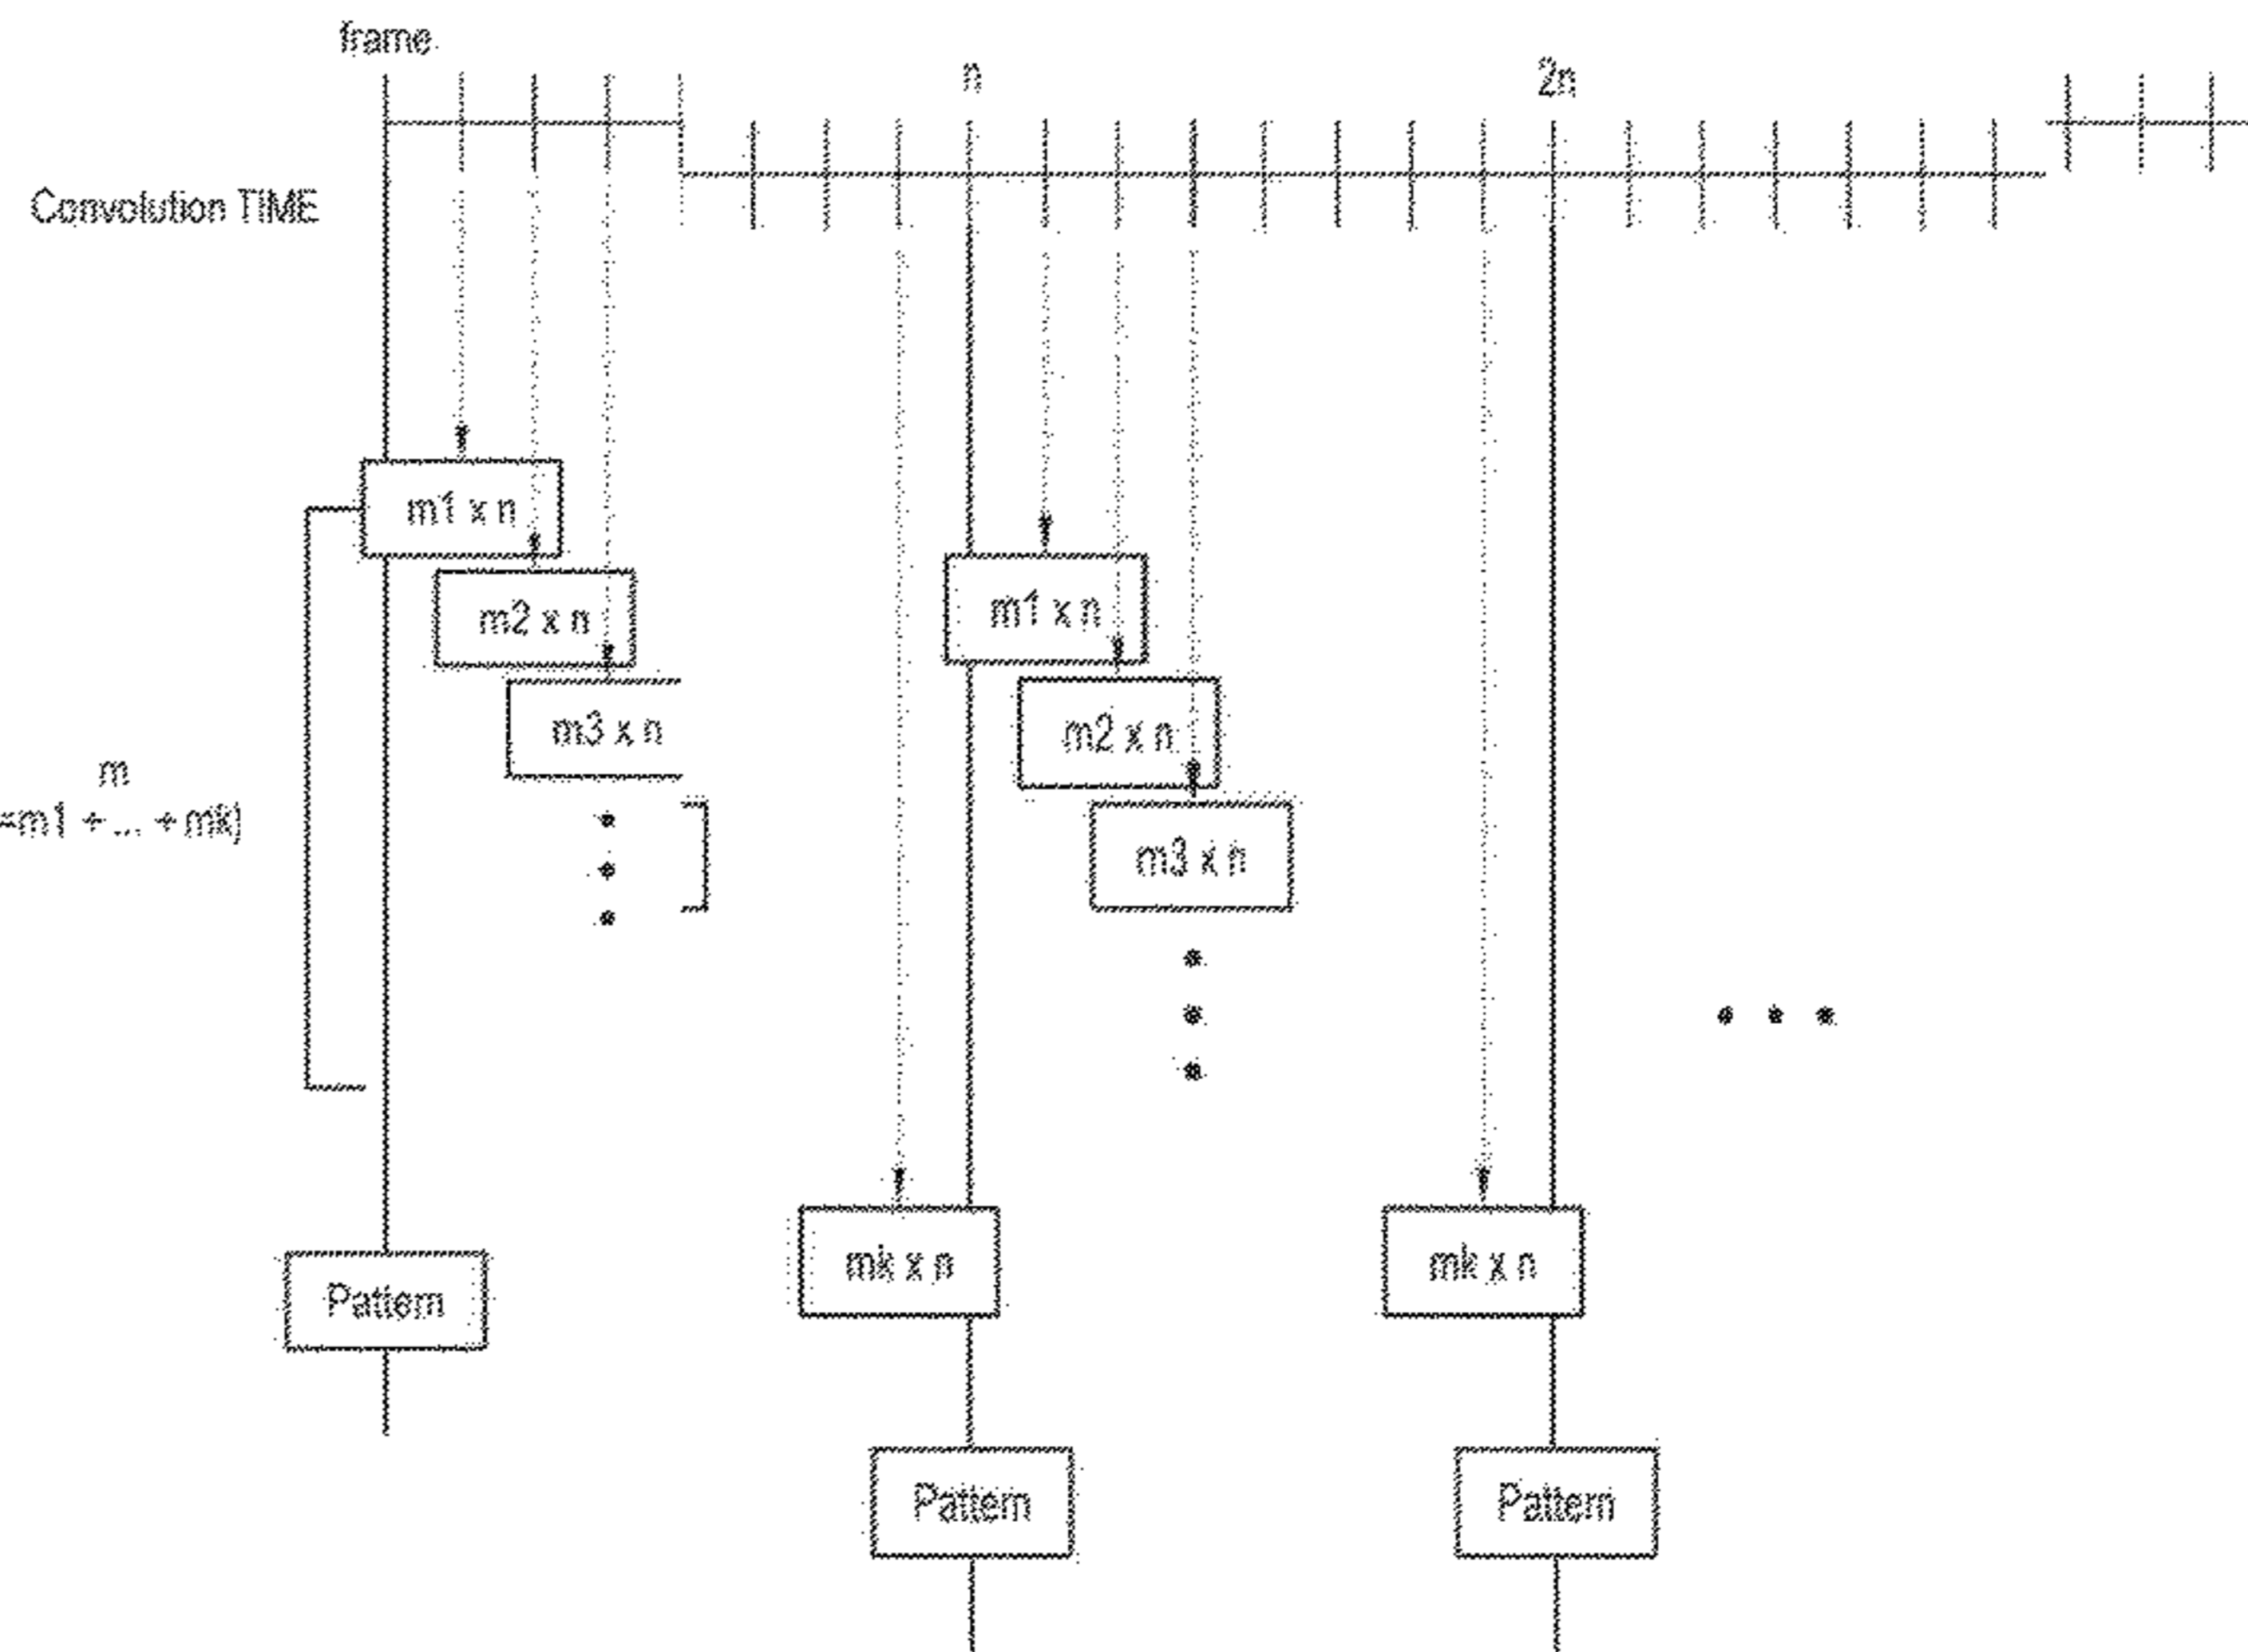 frame
n
2n
Convolution TIME
m1 x n
m2 x n
m3 x n
m1 x n
m2 x n
m3 x n
m
=m1 + ... + mk)
mk x n
mk x n
Pattern
Pattern
Pattern